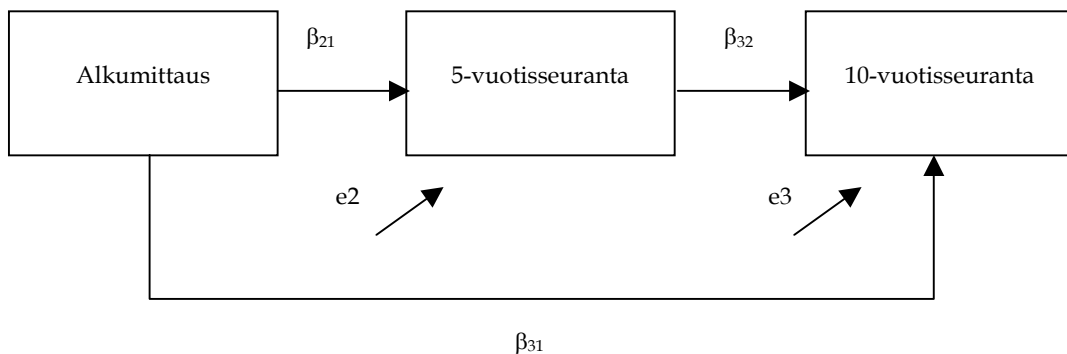 β21
β32
Alkumittaus
5-vuotisseuranta
10-vuotisseuranta
e2
e3
β31